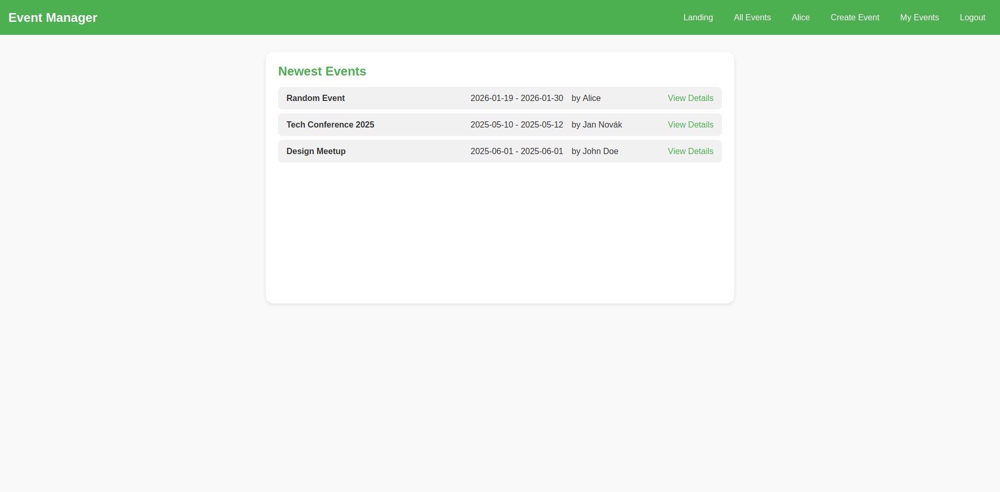 Event Manager Landing All Events Alice Create Event My Events Logout
Newest Events
Random Event 2026-01-19 - 2026-01-30 by Alice View Details
Tech Conference 2025 2025-05-10 - 2025-05-12 by Jan Novák View Details
Design Meetup 2025-06-01 - 2025-06-01 by John Doe View Details